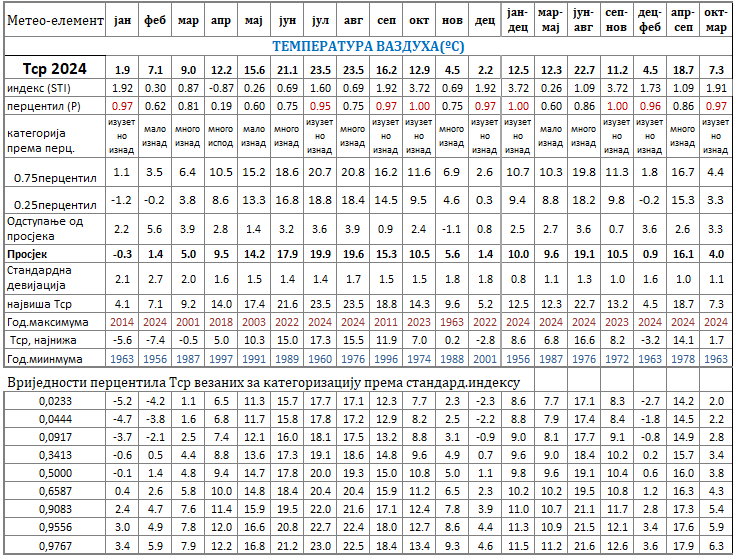 Метео-елемент јан феб мар апр мај јун јул авг сеп окт нов дец јан-дец мар-мај јун-авг сеп-нов дец-феб апр-сеп окт-мар
ТЕМПЕРАТУРА ВАЗДУХА(ºC)
Тср 2024 1.9 7.1 9.0 12.2 15.6 21.1 23.5 23.5 16.2 12.9 4.5 2.2 12.5 12.3 22.7 11.2 4.5 18.7 7.3
индекс (STI) 1.92 0.30 0.87 -0.87 0.26 0.69 1.60 0.69 1.92 3.72 0.69 1.92 3.72 0.26 1.09 3.72 1.73 1.09 1.91
перцентил (P) 0.97 0.62 0.81 0.19 0.60 0.75 0.95 0.75 0.97 1.00 0.75 0.97 1.00 0.60 0.86 1.00 0.96 0.86 0.97
категорија према перц. изузетно изнад мало изнад много изнад много испод мало изнад много изнад изузетно изнад много изнад изузетно изнад изузетно изнад много изнад изузетно изнад изузетно изнад мало изнад много изнад изузетно изнад изузетно изнад много изнад изузетно изнад
0.75перцентил 1.1 3.5 6.4 10.5 15.2 18.6 20.7 20.8 16.2 11.6 6.9 2.6 10.7 10.3 19.8 11.3 1.8 16.7 4.4
0.25перцентил -1.2 -0.2 3.8 8.6 13.3 16.8 18.8 18.4 14.5 9.5 4.6 0.3 9.4 8.8 18.2 9.8 -0.2 15.3 3.3
Одступање од просјека 2.2 5.6 3.9 2.8 1.4 3.2 3.6 3.9 0.9 2.4 -1.1 0.8 2.5 2.7 3.6 0.7 3.6 2.6 3.3
Просјек -0.3 1.4 5.0 9.5 14.2 17.9 19.9 19.6 15.3 10.5 5.6 1.4 10.0 9.6 19.1 10.5 0.9 16.1 4.0
Стандардна девијација 2.1 2.7 2.0 1.6 1.5 1.4 1.4 1.7 1.5 1.5 1.8 1.8 0.8 1.1 1.3 1.0 1.6 1.0 1.1
највиша Тср 4.1 7.1 9.2 14.0 17.4 21.6 23.5 23.5 18.8 14.3 9.6 5.2 12.5 12.3 22.7 13.2 4.5 18.7 7.3
Год.максимума 2014 2024 2001 2018 2003 2022 2024 2024 2011 2023 1963 2022 2024 2024 2024 2024 2024 2024 2024
Тср, најнижа -5.6 -7.4 -0.5 5.0 10.3 15.0 17.3 15.5 11.9 7.0 0.2 -2.8 8.6 6.8 16.6 8.2 -3.2 14.1 1.7
Год.миинмума 1963 1956 1987 1997 1991 1989 1960 1976 1996 1974 1988 2001 1956 1987 1976 1972 1963 1978 1963
Вриједности перцентила Тср везаних за категоризацију према стандард.индексу
0,0233 -5.2 -4.2 1.1 6.5 11.3 15.7 17.7 17.1 12.3 7.7 2.3 -2.3 8.6 7.7 17.1 8.3 -2.7 14.2 2.0
0,0444 -4.7 -3.8 1.6 6.8 11.7 15.8 17.8 17.2 12.9 8.2 2.5 -2.2 8.8 7.9 17.4 8.4 -1.8 14.5 2.2
0,0917 -3.7 -2.1 2.5 7.4 12.1 16.0 18.1 17.5 13.2 8.8 3.1 -0.9 9.0 8.1 17.7 9.1 -0.8 14.9 2.8
0,3413 -0.6 0.5 4.4 8.8 13.6 17.3 19.1 18.6 14.8 9.6 4.9 0.7 9.6 9.0 18.4 10.2 0.2 15.7 3.4
0,5000 -0.1 1.4 4.8 9.4 14.7 17.8 20.0 19.3 15.0 10.8 5.0 1.1 9.8 9.6 19.1 10.4 0.6 16.0 3.8
0,6587 0.4 2.6 5.8 10.0 14.8 18.4 20.4 20.4 15.9 11.2 6.5 2.3 10.2 10.2 19.5 10.8 1.2 16.3 4.3
0,9083 2.4 4.7 7.6 11.4 15.9 19.5 22.0 21.6 17.1 12.4 7.8 3.9 11.0 10.7 21.1 11.7 2.8 17.3 5.4
0,9556 3.0 4.9 7.8 12.0 16.6 20.8 22.7 22.4 18.0 12.7 8.6 4.4 11.3 10.9 21.5 12.1 3.4 17.6 5.9
0,9767 3.4 5.9 7.9 12.2 16.8 21.2 23.0 22.5 18.4 13.4 9.3 4.6 11.5 11.2 21.6 12.6 3.6 17.9 6.3